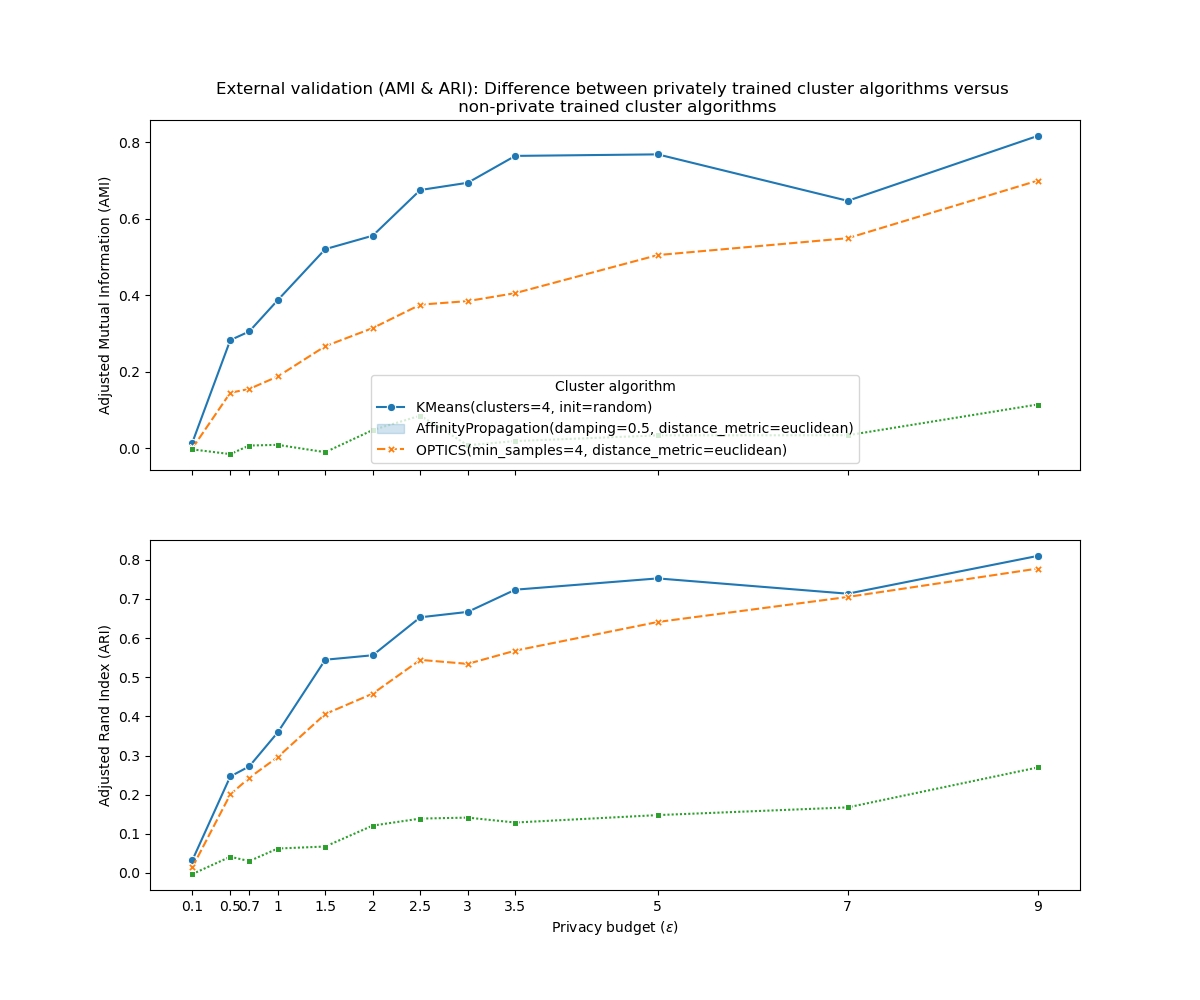 External validation (AMI & ARI): Difference between privately trained cluster algorithms versus
non-private trained cluster algorithms
Adjusted Mutual Information (AMI)
0.8
0.6
0.4
0.2
0.0
Cluster algorithm
KMeans(clusters=4, init=random)
AffinityPropagation(damping=0.5, distance_metric=euclidean)
OPTICS(min_samples=4, distance_metric=euclidean)
Adjusted Rand Index (ARI)
0.8
0.7
0.6
0.5
0.4
0.3
0.2
0.1
0.0
0.1 0.5 0.7 1 1.5 2 2.5 3 3.5 5 7 9
Privacy budget (ε)